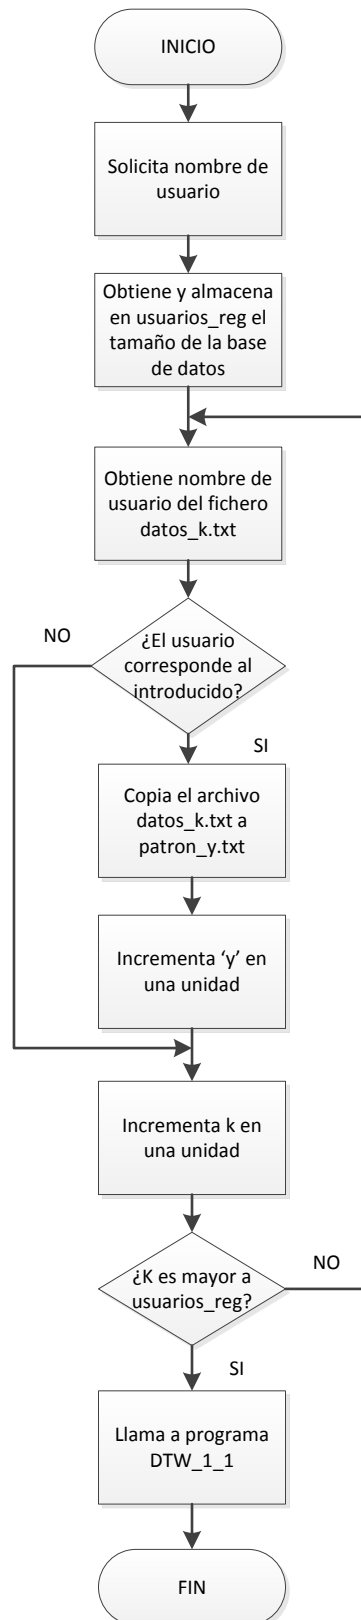 INICIO
Solicita nombre de
usuario
Obtiene y almacena
en usuarios_reg el
tamaño de la base
de datos
Obtiene nombre de
usuario del fichero
datos_k.txt
NO
¿El usuario
corresponde al
introducido?
SI
Copia el archivo
datos_k.txt a
patron_y.txt
Incrementa ‘y’ en
una unidad
Incrementa k en
una unidad
¿K es mayor a
usuarios_reg?
NO
SI
Llama a programa
DTW_1_1
FIN